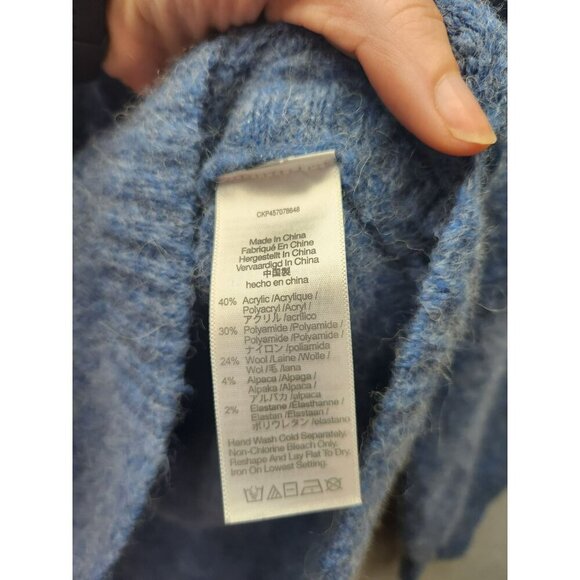 CKP457078648
Made In China
Fabriqué En Chine
Hergestellt In China
Vervaardigd In China
中国製
hecho en china
40% Acrylic /Acrylique /
Polyacryl /Acryl /
アクリル /acrílico
30% Polyamide /Polyamide /
Polyamide /Polyamide /
ナイロン /poliamida
24% Wool /Laine /Wolle /
Wol /毛 /lana
4% Alpaca /Alpaga /
Alpaka /Alpaca /
アルパカ /alpaca
2% Elastane /Elasthanne /
Elastan /Elastaan /
ポリウレタン /elastano
Hand Wash Cold Separately.
Non-Chlorine Bleach Only.
Reshape And Lay Flat To Dry.
Iron On Lowest Setting.